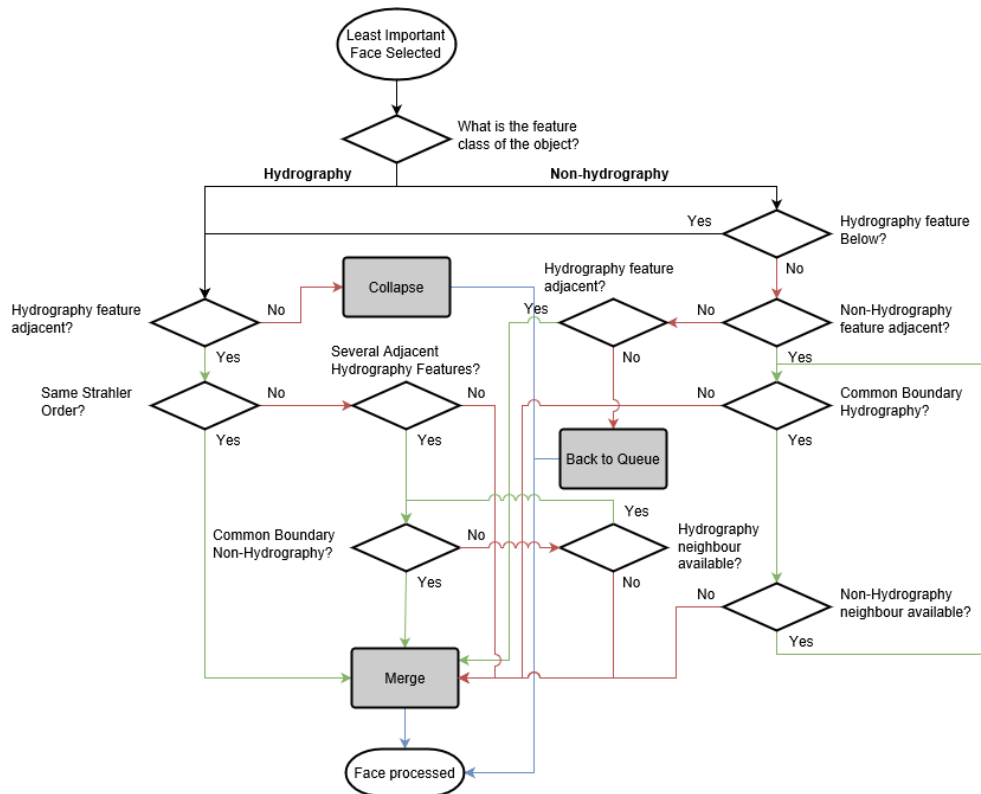 Least Important
Face Selected
What is the feature
class of the object?
Hydrography
Non-hydrography
Yes
Hydrography feature
Below?
No
Hydrography feature
adjacent?
Collapse
Hydrography feature
adjacent?
No
Yes
No
Non-Hydrography
feature adjacent?
Yes
Several Adjacent
Hydrography Features?
No
Yes
Same Strahler
Order?
No
No
No
Common Boundary
Hydrography?
Yes
Yes
Yes
Back to Queue
Yes
Common Boundary
Non-Hydrography?
No
Hydrography
neighbour
available?
Yes
No
No
Non-Hydrography
neighbour available?
Yes
Merge
Face processed